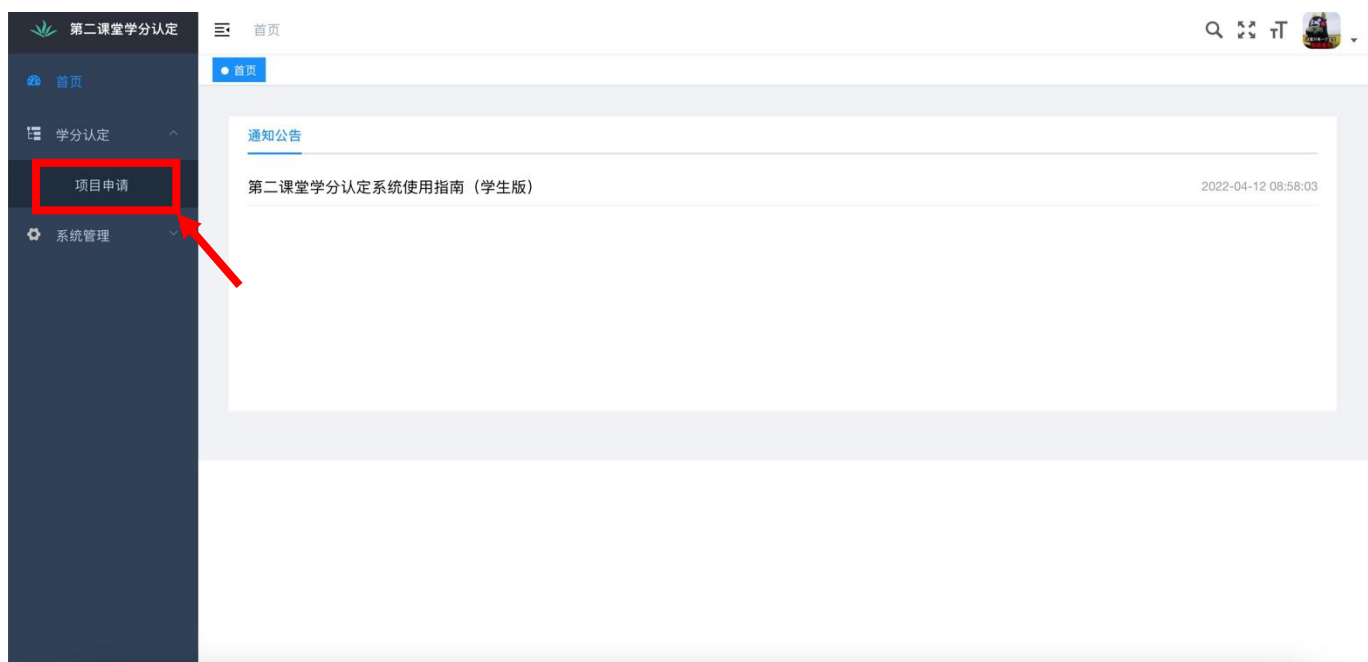 第二课堂学分认定
首页
首页
首页
学分认定
通知公告
项目申请
第二课堂学分认定系统使用指南（学生版）
2022-04-12 08:58:03
系统管理